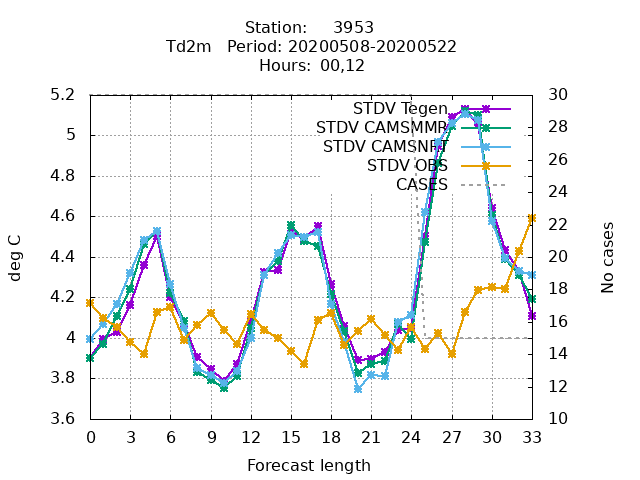 Station: 3953
Td2m Period: 20200508-20200522
Hours: 00,12
5.2
5
4.8
4.6
4.4
4.2
4
3.8
3.6
30
28
26
24
22
20
18
16
14
12
10
deg C
No cases
STDV Tegen
STDV CAMSMMR
STDV CAMSNRT
STDV OBS
CASES
0 3 6 9 12 15 18 21 24 27 30 33
Forecast length